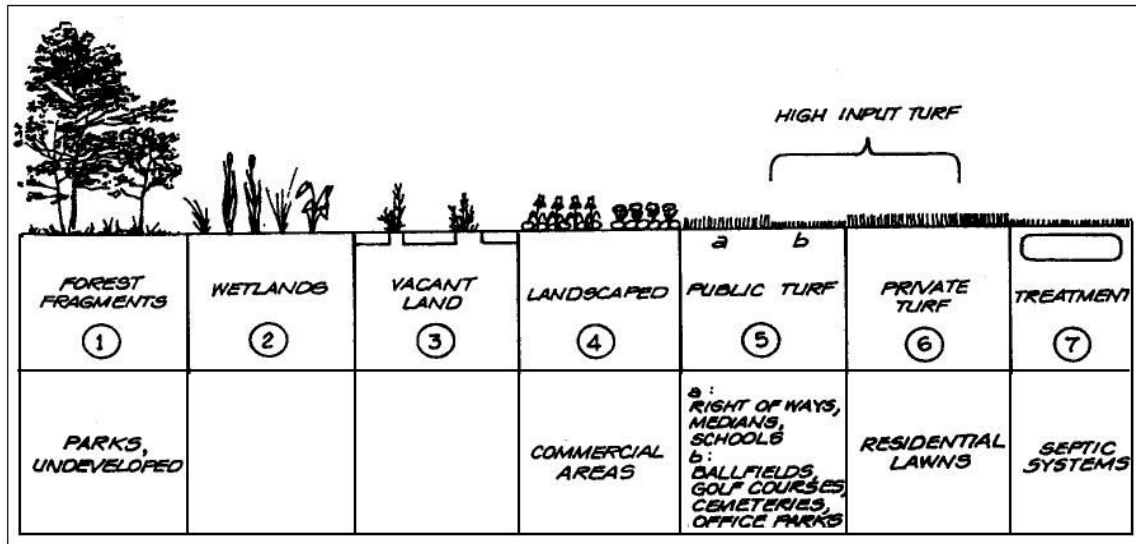 HIGH INPUT TURF
a
b
FOREST
FRAGMENTS
1
WETLANDS
2
VACANT
LAND
3
LANDSCAPED
4
PUBLIC TURF
5
PRIVATE
TURF
6
TREATMENT
7
PARKS,
UNDEVELOPED
COMMERCIAL
AREAS
a:
RIGHT OF WAYS,
MEDIANS,
SCHOOLS
b:
BALLFIELDS,
GOLF COURSES,
CEMETERIES,
OFFICE PARKS
RESIDENTIAL
LAWNS
SEPTIC
SYSTEMS